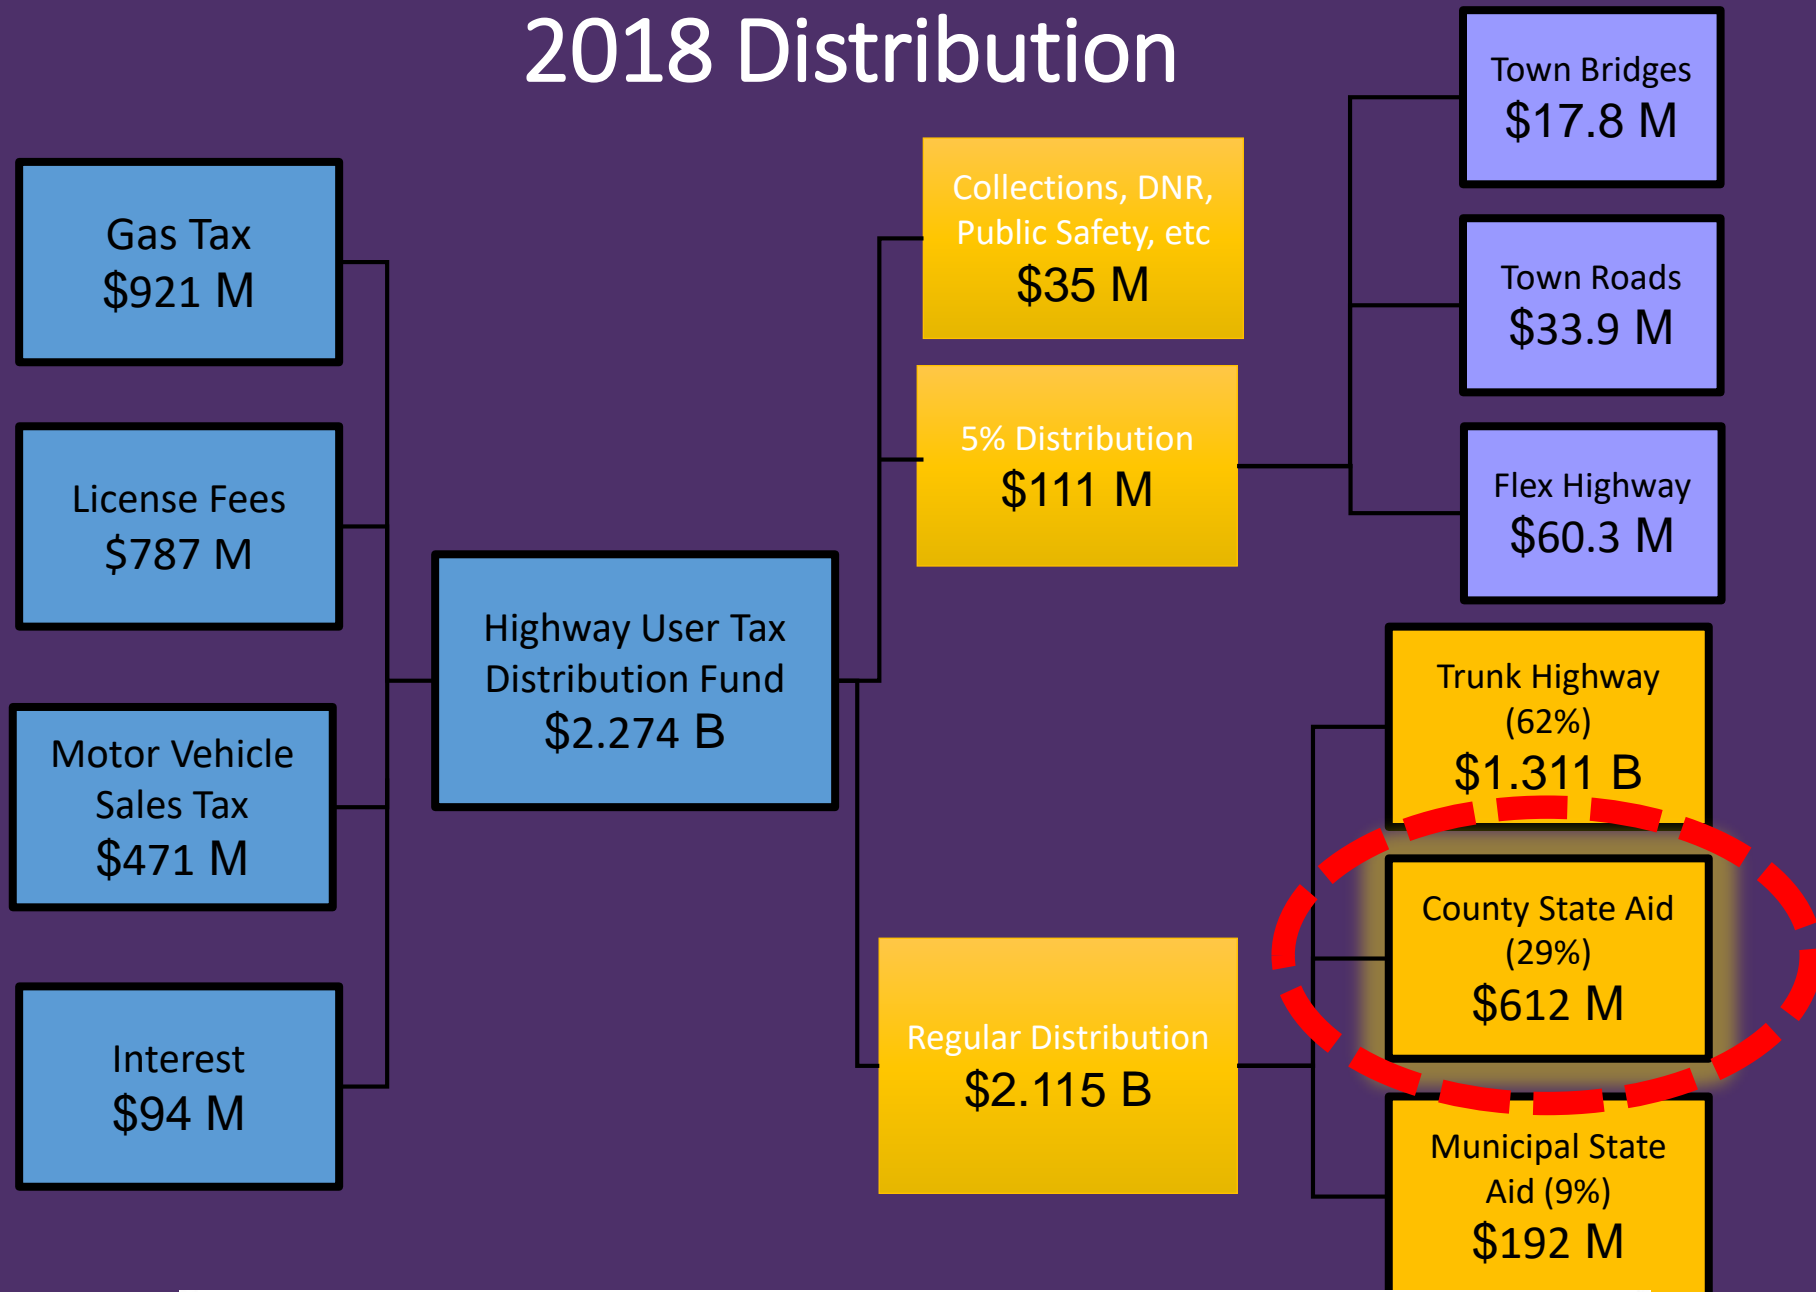 2018 Distribution
Gas Tax
$921 M
License Fees
$787 M
Motor Vehicle
Sales Tax
$471 M
Interest
$94 M
Highway User Tax
Distribution Fund
$2.274 B
Collections, DNR,
Public Safety, etc
$35 M
5% Distribution
$111 M
Regular Distribution
$2.115 B
Town Bridges
$17.8 M
Town Roads
$33.9 M
Flex Highway
$60.3 M
Trunk Highway
(62%)
$1.311 B
County State Aid
(29%)
$612 M
Municipal State
Aid (9%)
$192 M